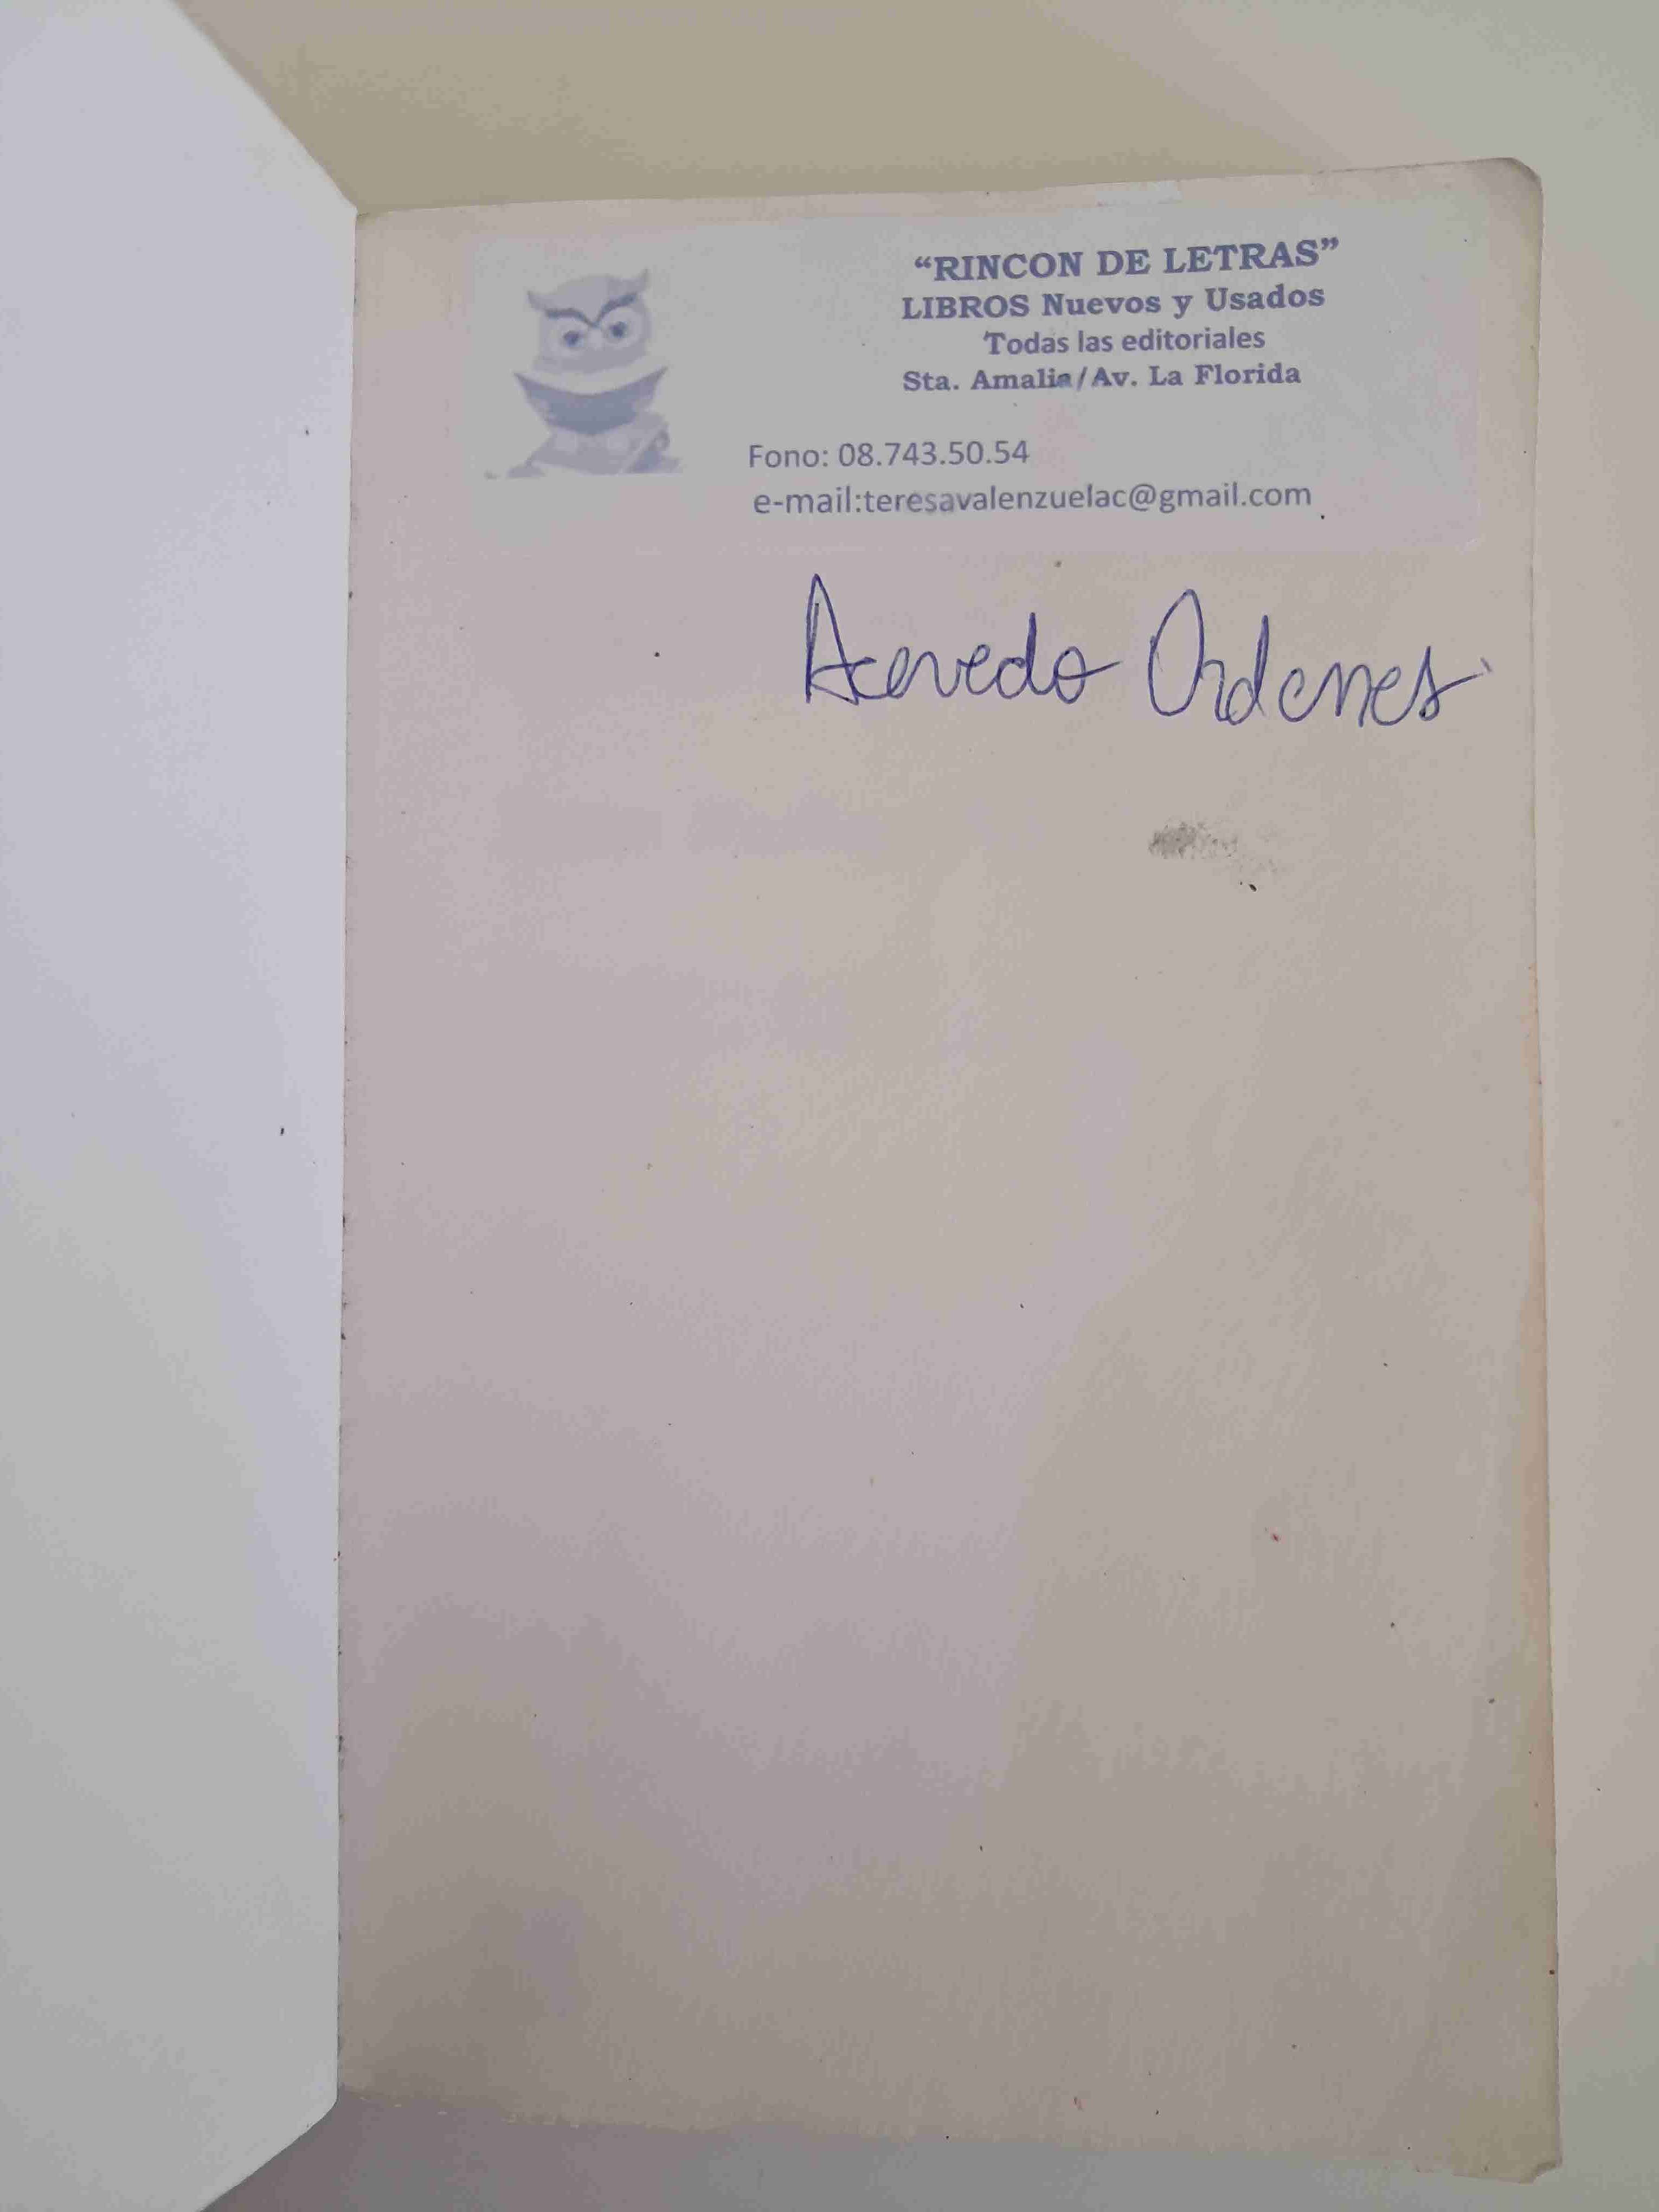 “RINCON DE LETRAS”
LIBROS Nuevos y Usados
Todas las editoriales
Sta. Amalia/Av. La Florida
Fono: 08.743.50.54
e-mail:teresavalenzuelac@gmail.com
Acevedo Ordenes